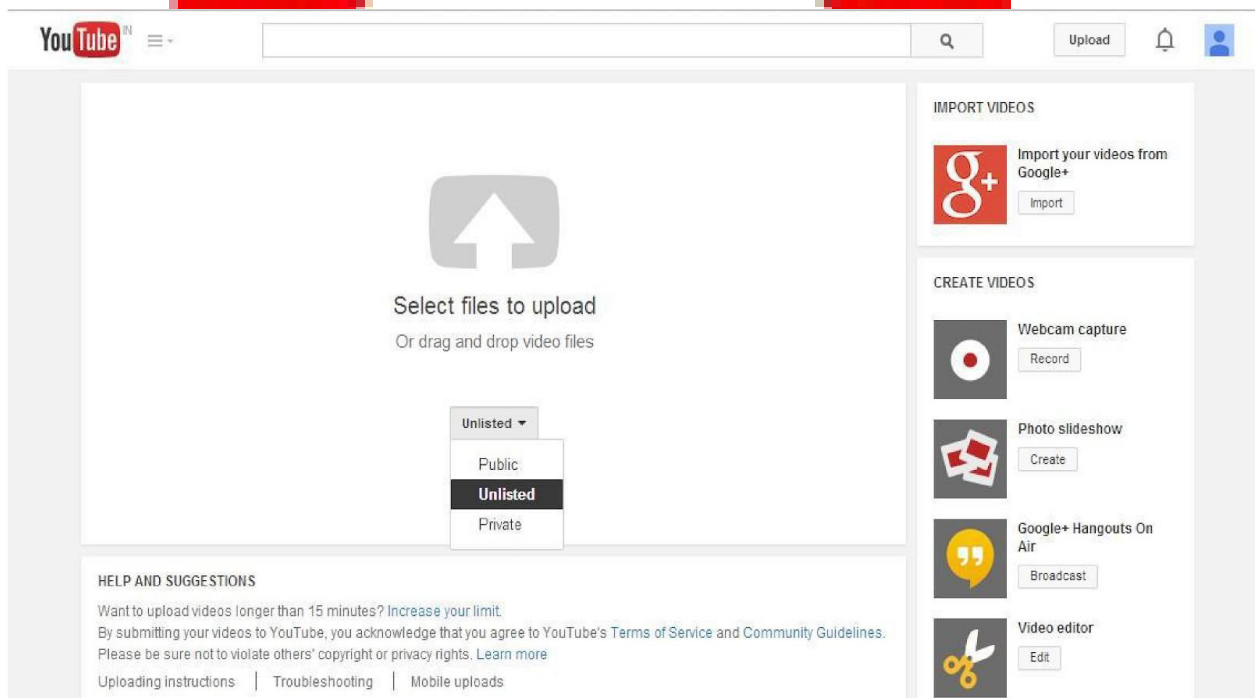 YouTube IN
Upload
Select files to upload
Or drag and drop video files
Unlisted
Public
Unlisted
Private
HELP AND SUGGESTIONS
Want to upload videos longer than 15 minutes? Increase your limit.
By submitting your videos to YouTube, you acknowledge that you agree to YouTube's Terms of Service and Community Guidelines.
Please be sure not to violate others' copyright or privacy rights. Learn more
Uploading instructions | Troubleshooting | Mobile uploads
IMPORT VIDEOS
g+
Import your videos from
Google+
Import
CREATE VIDEOS
Webcam capture
Record
Photo slideshow
Create
Google+ Hangouts On
Air
Broadcast
Video editor
Edit